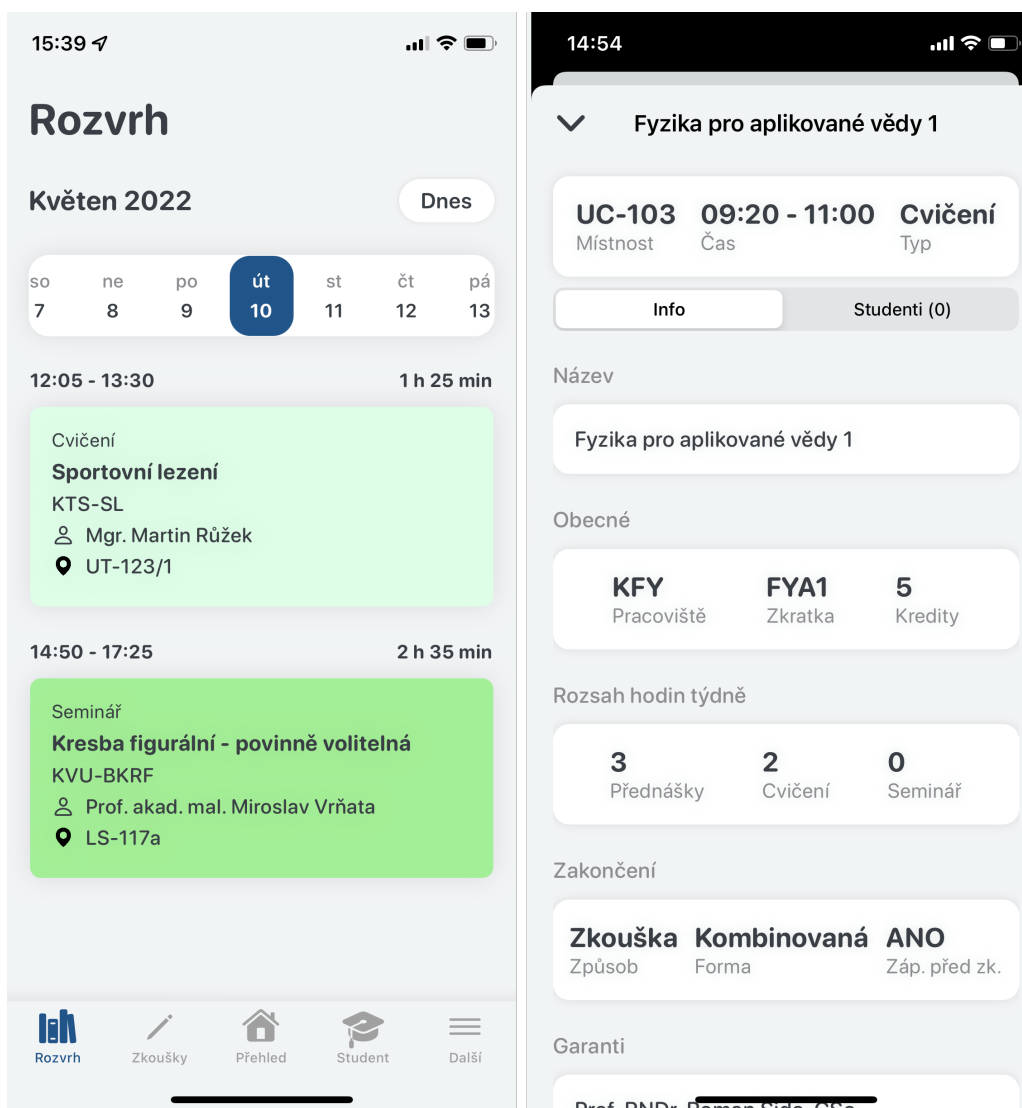 15:39
Rozvrh
Květen 2022
Dnes
so ne po út st čt pá
7 8 9 10 11 12 13
12:05 - 13:30 1 h 25 min
Cvičení
Sportovní lezení
KTS-SL
Mgr. Martin Růžek
UT-123/1
14:50 - 17:25 2 h 35 min
Seminář
Kresba figurální - povinně volitelná
KVU-BKRF
Prof. akad. mal. Miroslav Vrňata
LS-117a
Rozvrh Zkoušky Přehled Student Další
14:54
Fyzika pro aplikované vědy 1
UC-103 09:20 - 11:00 Cvičení
Místnost Čas Typ
Info Studenti (0)
Název
Fyzika pro aplikované vědy 1
Obecné
KFY FYA1 5
Pracoviště Zkratka Kredity
Rozsah hodin týdně
3 2 0
Přednášky Cvičení Seminář
Zakončení
Zkouška Kombinovaná ANO
Způsob Forma Záp. před zk.
Garanti